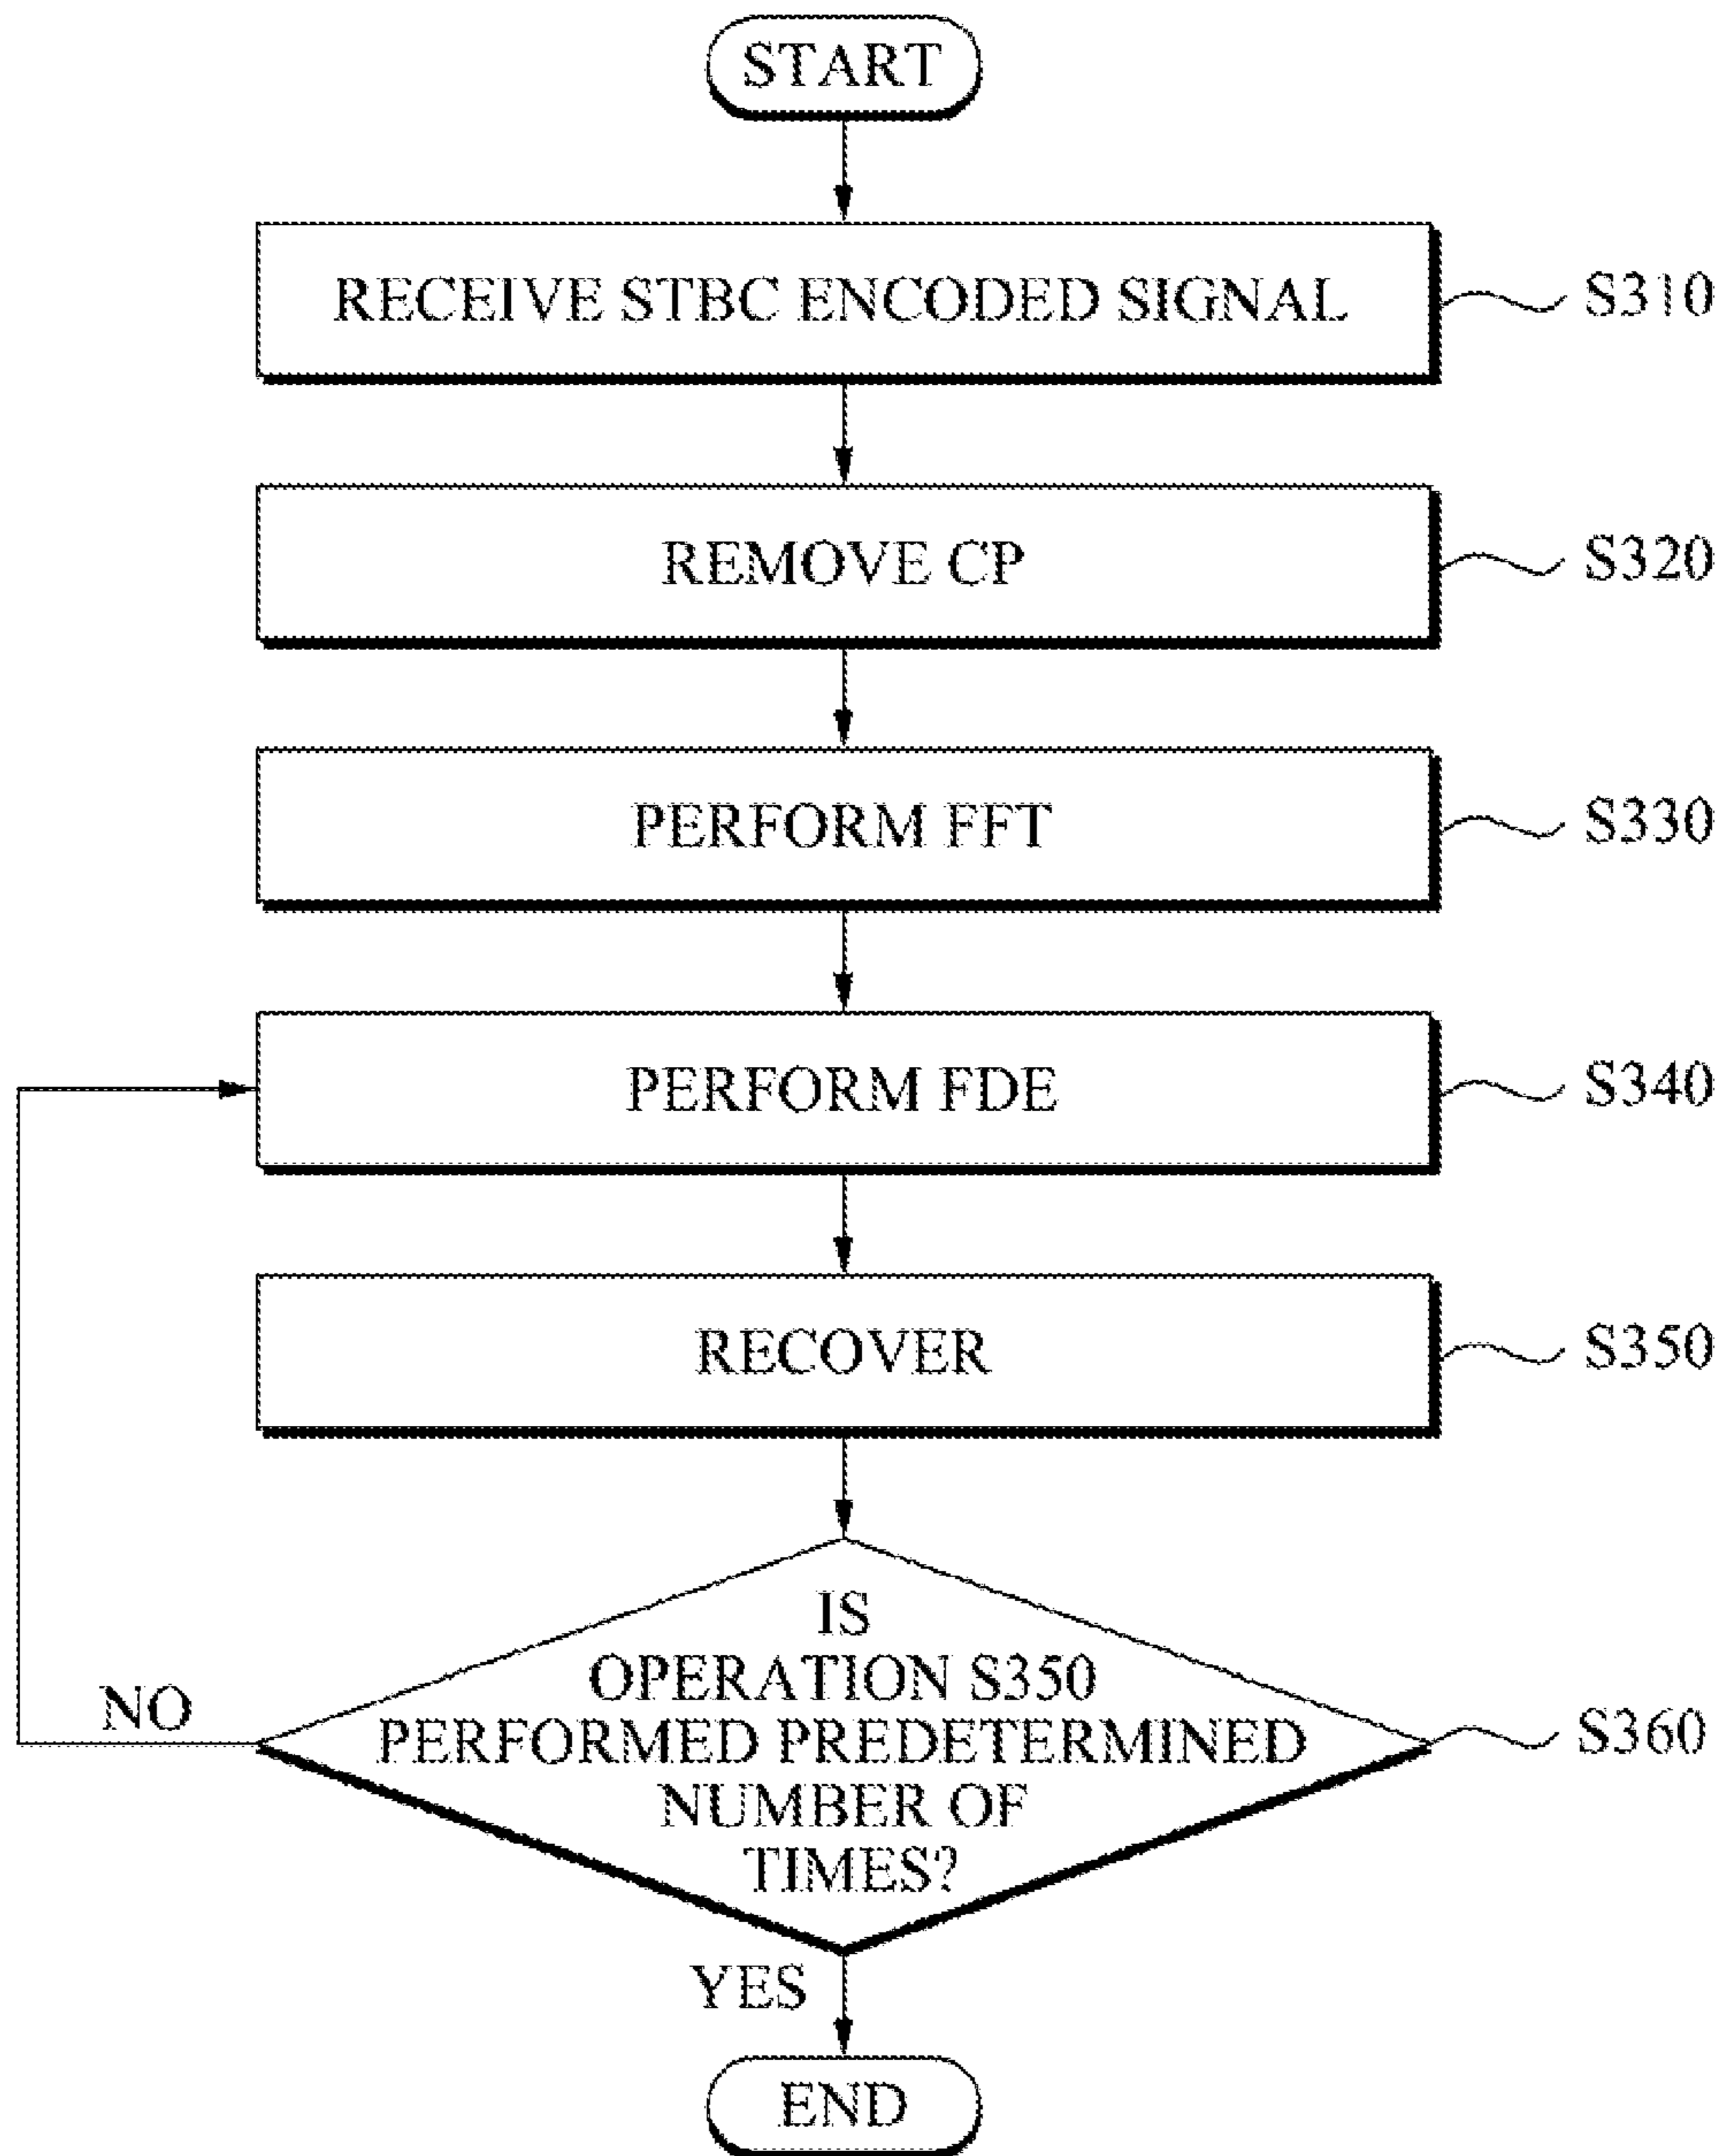 START
RECEIVE STBC ENCODED SIGNAL
S310
REMOVE CP
S320
PERFORM FFT
S330
PERFORM FDE
S340
RECOVER
S350
IS
OPERATION S350
PERFORMED PREDETERMINED
NUMBER OF
TIMES?
S360
NO
YES
END